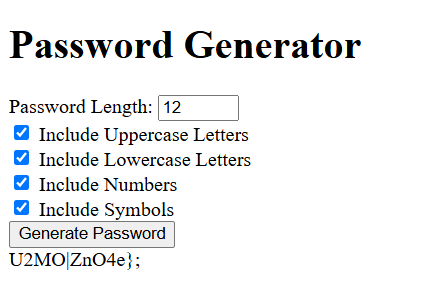 Password Generator
Password Length: 12
Include Uppercase Letters
Include Lowercase Letters
Include Numbers
Include Symbols
Generate Password
U2MO|ZnO4e};